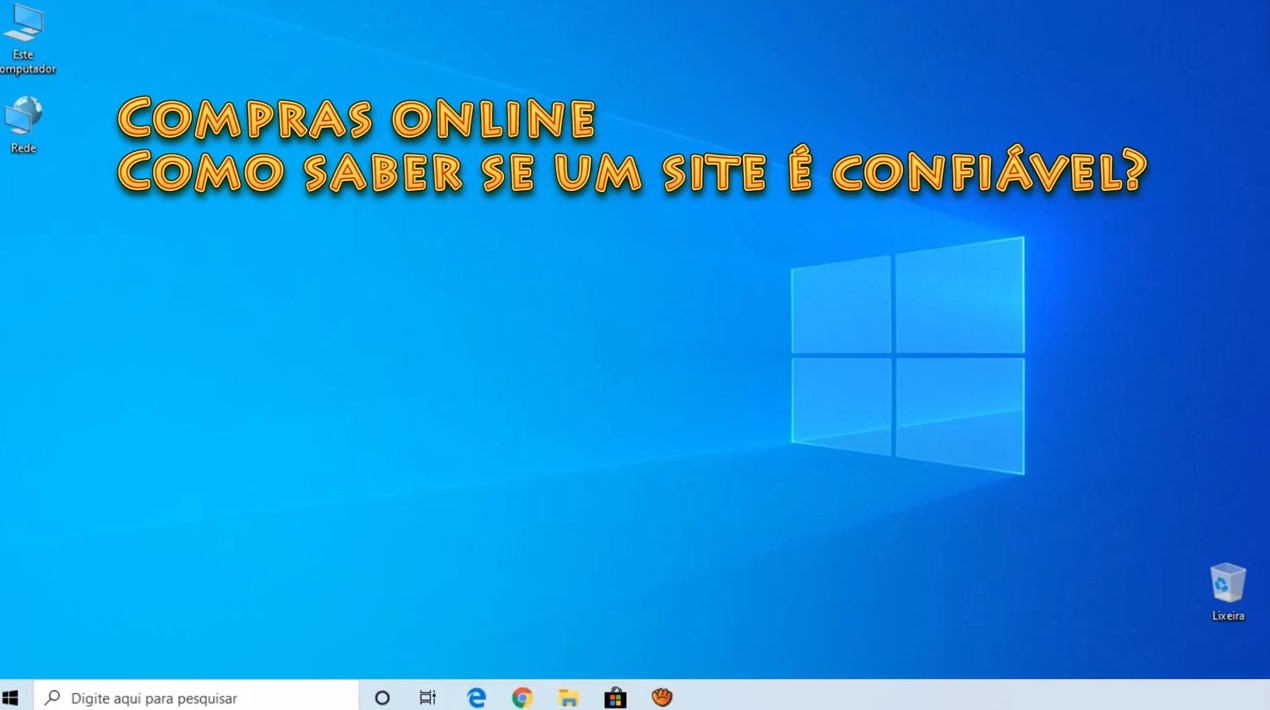 Este
omputador
Rede
Compras online
Como saber se um site é confiável?
Lixeira
Digite aqui para pesquisar